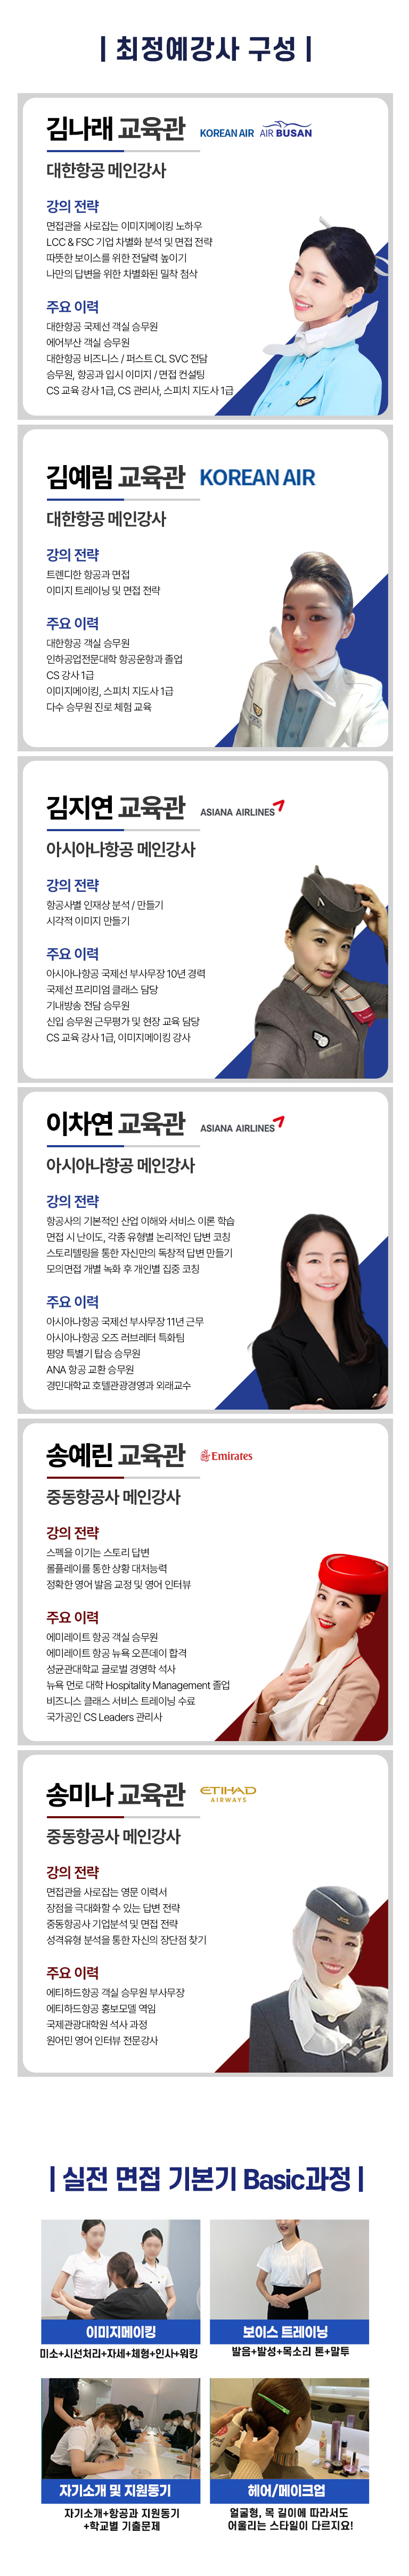 | 최정예강사 구성 |
김나래 교육관 KOREAN AIR AIR BUSAN
대한항공 메인강사
강의 전략
면접관을 사로잡는 이미지메이킹 노하우
LCC & FSC 기업 차별화 분석 및 면접 전략
따뜻한 보이스를 위한 전달력 높이기
나만의 답변을 위한 차별화된 밀착 첨삭
주요 이력
대한항공 국제선 객실 승무원
에어부산 객실 승무원
대한항공 비즈니스 / 퍼스트 CL SVC 전담
승무원, 항공과 입시 이미지 / 면접 컨설팅
CS 교육 강사 1급, CS 관리사, 스피치 지도사 1급
김예림 교육관 KOREAN AIR
대한항공 메인강사
강의 전략
트렌디한 항공과 면접
이미지 트레이닝 및 면접 전략
주요 이력
대한항공 객실 승무원
인하공업전문대학 항공운항과 졸업
CS 강사 1급
이미지메이킹, 스피치 지도사 1급
다수 승무원 진로 체험 교육
김지연 교육관 ASIANA AIRLINES
아시아나항공 메인강사
강의 전략
항공사별 인재상 분석 / 만들기
시각적 이미지 만들기
주요 이력
아시아나항공 국제선 부사무장 10년 경력
국제선 프리미엄 클래스 담당
기내방송 전담 승무원
신입 승무원 근무평가 및 현장 교육 담당
CS 교육 강사 1급, 이미지메이킹 강사
이차연 교육관 ASIANA AIRLINES
아시아나항공 메인강사
강의 전략
항공사의 기본적인 산업 이해와 서비스 이론 학습
면접 시 난이도, 각종 유형별 논리적인 답변 코칭
스토리텔링을 통한 자신만의 독창적 답변 만들기
모의면접 개별 녹화 후 개인별 집중 코칭
주요 이력
아시아나항공 국제선 부사무장 11년 근무
아시아나항공 오즈 러브레터 특화팀
평양 특별기 탑승 승무원
ANA 항공 교환 승무원
경민대학교 호텔관광경영과 외래교수
송예린 교육관 Emirates
중동항공사 메인강사
강의 전략
스펙을 이기는 스토리 답변
롤플레이를 통한 상황 대처능력
정확한 영어 발음 교정 및 영어 인터뷰
주요 이력
에미레이트 항공 객실 승무원
에미레이트 항공 뉴욕 오픈데이 합격
성균관대학교 글로벌 경영학 석사
뉴욕 먼로 대학 Hospitality Management 졸업
비즈니스 클래스 서비스 트레이닝 수료
국가공인 CS Leaders 관리사
송미나 교육관 ETIHAD AIRWAYS
중동항공사 메인강사
강의 전략
면접관을 사로잡는 영문 이력서
장점을 극대화할 수 있는 답변 전략
중동항공사 기업분석 및 면접 전략
성격유형 분석을 통한 자신의 장단점 찾기
주요 이력
에티하드항공 객실 승무원 부사무장
에티하드항공 홍보모델 역임
국제관광대학원 석사 과정
원어민 영어 인터뷰 전문강사
| 실전 면접 기본기 Basic과정 |
이미지메이킹
미소+시선처리+자세+체형+인사+워킹
보이스 트레이닝
발음+발성+목소리 톤+말투
자기소개 및 지원동기
자기소개+항공과 지원동기
+학교별 기출문제
헤어/메이크업
얼굴형, 목 길이에 따라서도
어울리는 스타일이 다르지요!